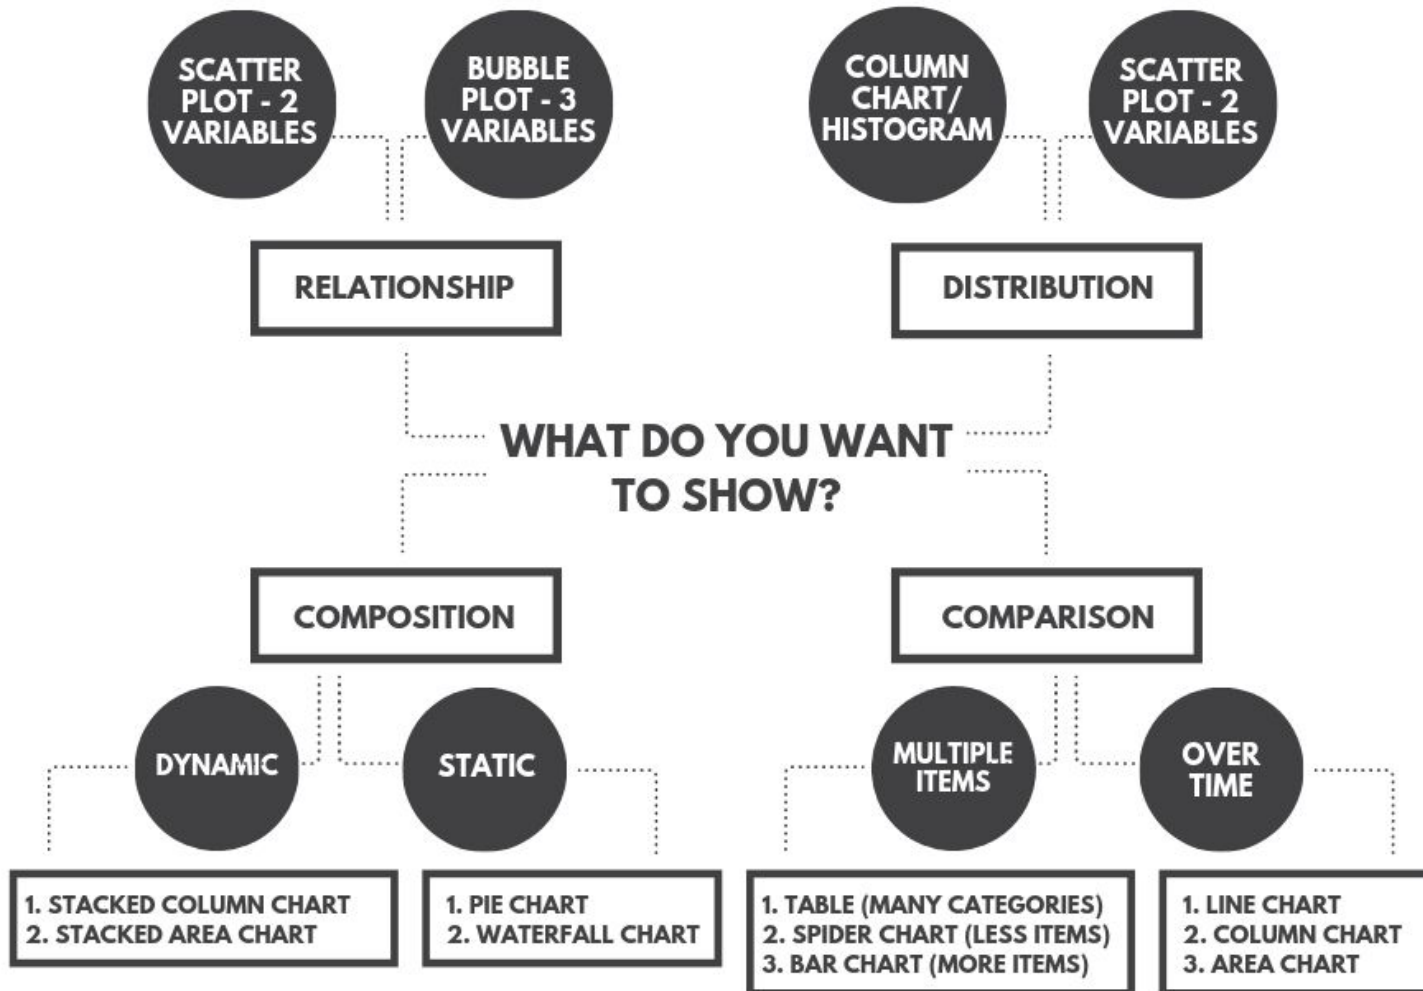 SCATTER
PLOT - 2
VARIABLES
BUBBLE
PLOT - 3
VARIABLES
COLUMN
CHART/
HISTOGRAM
SCATTER
PLOT - 2
VARIABLES
RELATIONSHIP
DISTRIBUTION
WHAT DO YOU WANT
TO SHOW?
COMPOSITION
COMPARISON
DYNAMIC
STATIC
MULTIPLE
ITEMS
OVER
TIME
1. STACKED COLUMN CHART
2. STACKED AREA CHART
1. PIE CHART
2. WATERFALL CHART
1. TABLE (MANY CATEGORIES)
2. SPIDER CHART (LESS ITEMS)
3. BAR CHART (MORE ITEMS)
1. LINE CHART
2. COLUMN CHART
3. AREA CHART